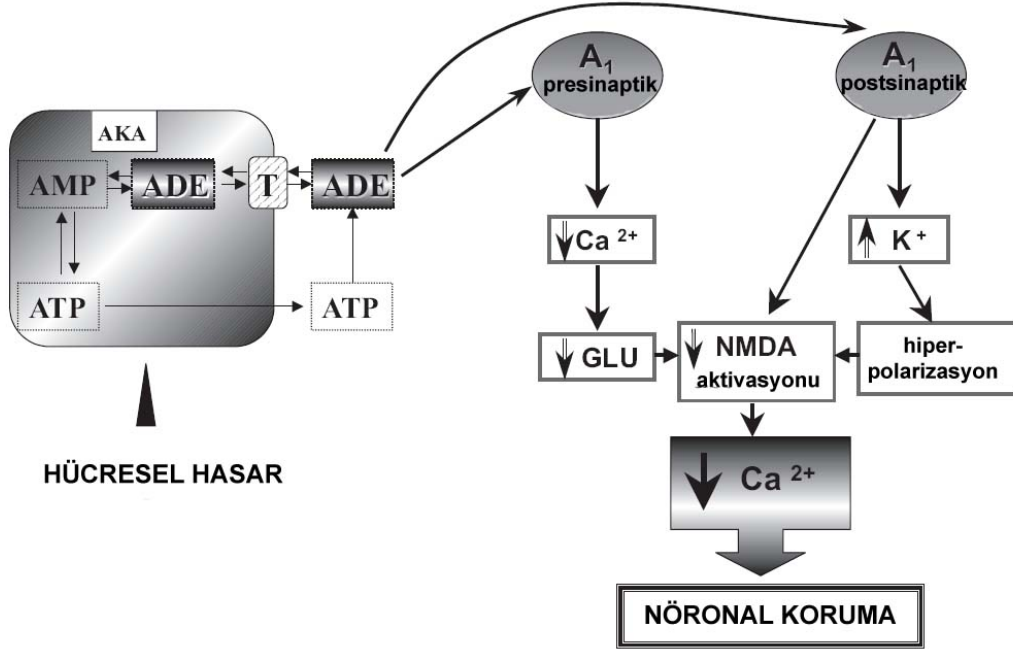 A1
presinaptik
A1
postsinaptik
AKA
AMP
ADE
T
ADE
ATP
ATP
HÜCRESEL HASAR
Ca 2+
K +
GLU
NMDA
aktivasyonu
hiper-
polarizasyon
Ca 2+
NÖRONAL KORUMA